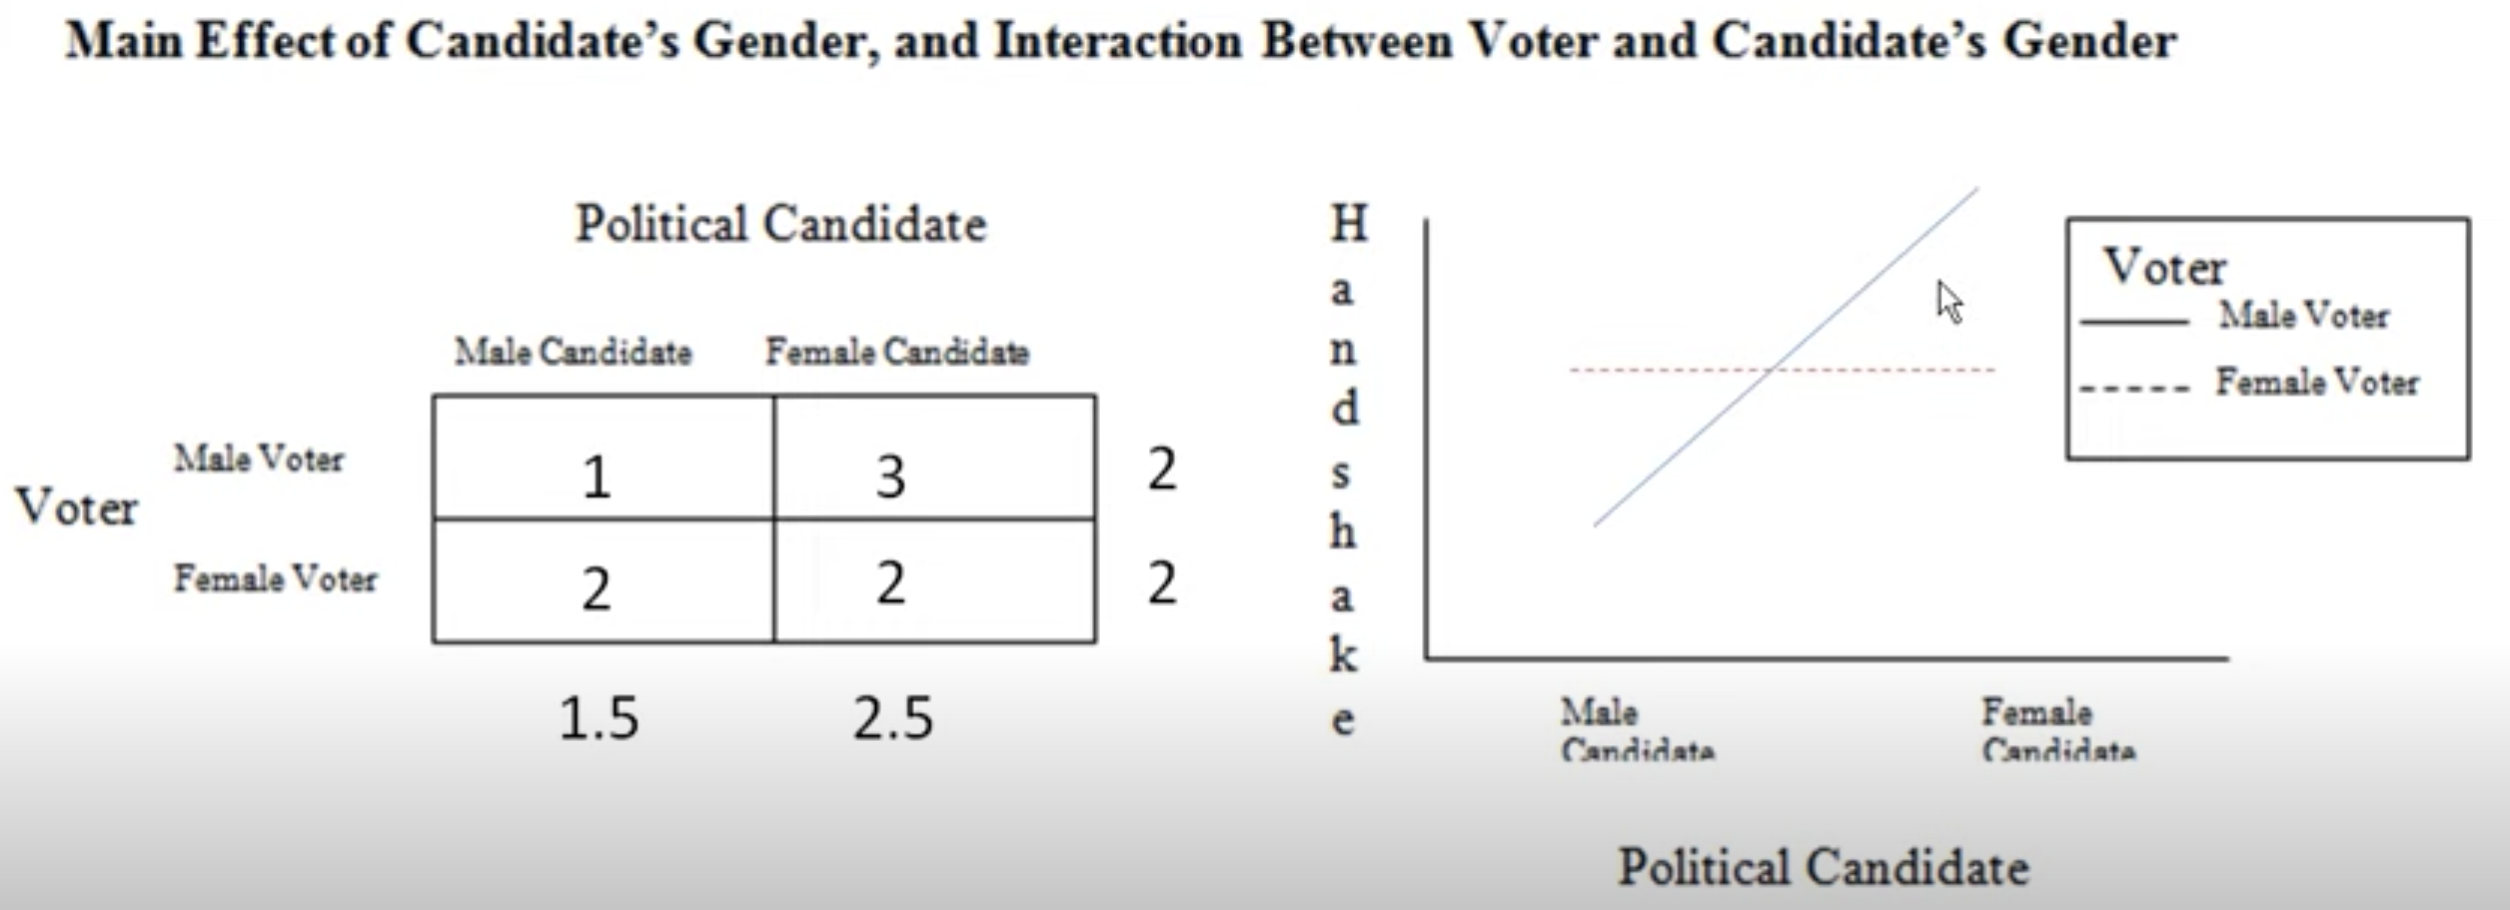 Main Effect of Candidate's Gender, and Interaction Between Voter and Candidate's Gender
Political Candidate
Male Candidate Female Candidate
Voter
Male Voter 1 3 2
Female Voter 2 2 2
1.5 2.5
Handshake
Voter
Male Voter
Female Voter
Male Candidate
Female Candidate
Political Candidate